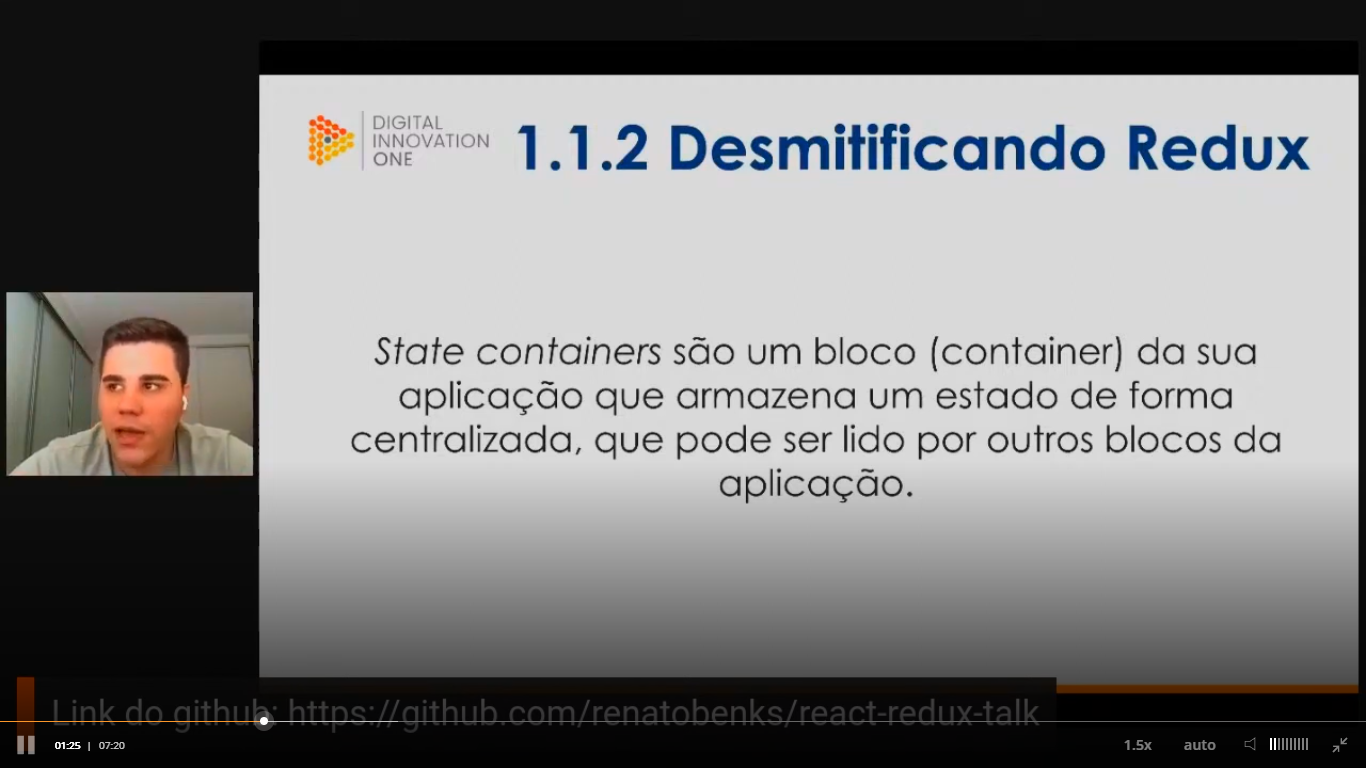 DIGITAL
INNOVATION
ONE
1.1.2 Desmitificando Redux
State containers são um bloco (container) da sua
aplicação que armazena um estado de forma
centralizada, que pode ser lido por outros blocos da
aplicação.
Link do github: https://github.com/renatobenks/react-redux-talk
01:25 | 07:20
1.5x
auto